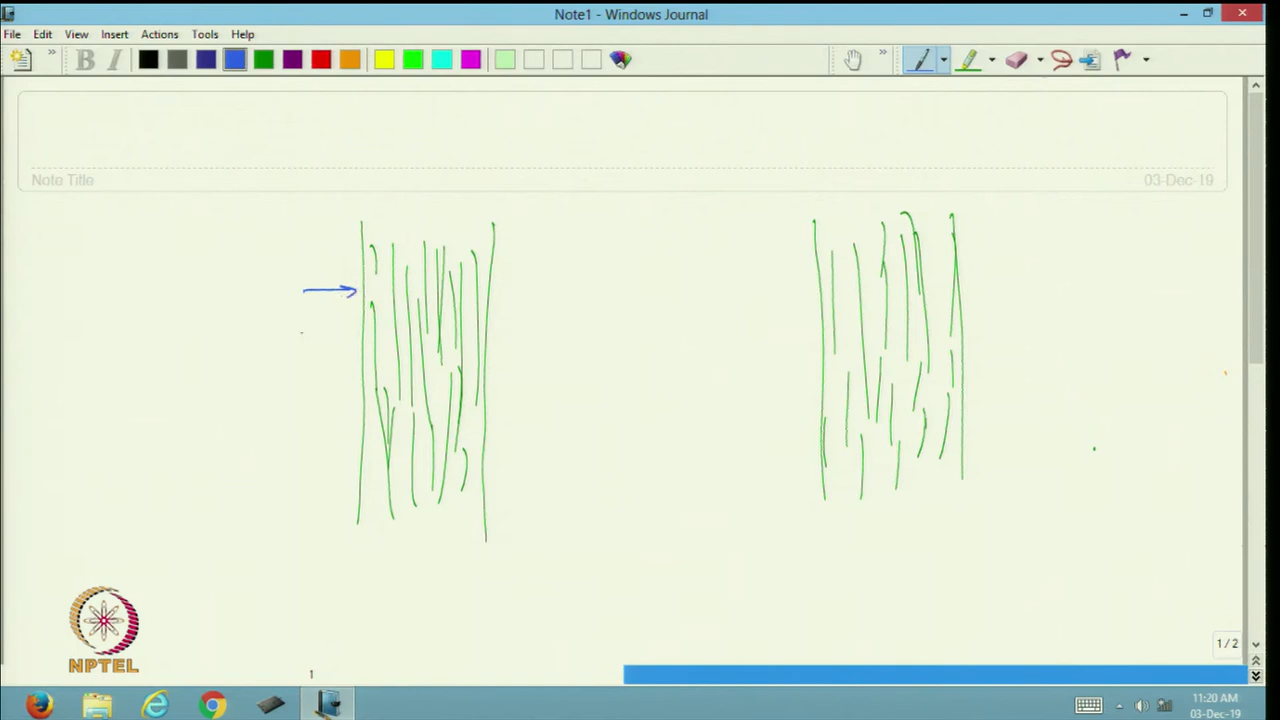 Note1 - Windows Journal
File Edit View Insert Actions Tools Help
B I
Note Title
03-Dec-19
NPTEL
1 / 2
1
11:20 AM
03-Dec-19